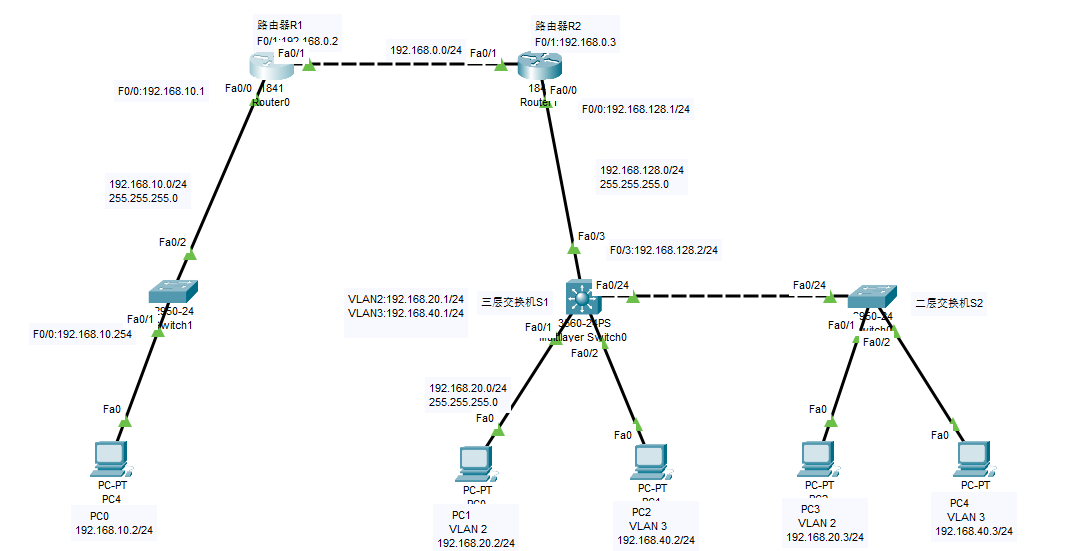 路由器R1
F0/1:192.168.0.2
Fa0/1
192.168.0.0/24
Fa0/1
路由器R2
F0/1:192.168.0.3
F0/0:192.168.10.1
Fa0/0
1841
Router0
Fa0/0
F0/0:192.168.128.1/24
192.168.10.0/24
255.255.255.0
192.168.128.0/24
255.255.255.0
Fa0/2
Fa0/3
F0/3:192.168.128.2/24
VLAN2:192.168.20.1/24
VLAN3:192.168.40.1/24
三层交换机S1
Fa0/24
Fa0/24
二层交换机S2
Fa0/1
F0/0:192.168.10.254
Fa0/1
3560-24PS
Multilayer Switch0
Fa0/2
Fa0/1
Fa0/2
192.168.20.0/24
255.255.255.0
Fa0
Fa0
Fa0
Fa0
Fa0
PC-PT
PC4
PC0
192.168.10.2/24
PC-PT
PC1
VLAN 2
192.168.20.2/24
PC-PT
PC2
VLAN 3
192.168.40.2/24
PC-PT
PC3
VLAN 2
192.168.20.3/24
PC-PT
PC4
VLAN 3
192.168.40.3/24